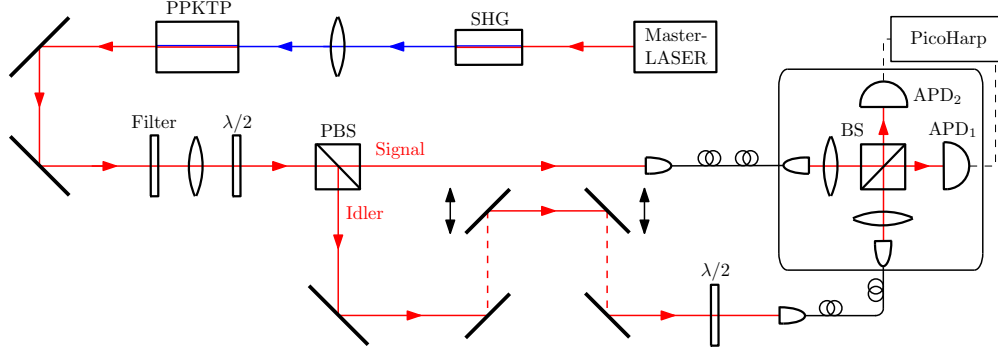 PPKTP
SHG
Master-
LASER
PicoHarp
APD₂
Filter
λ/2
PBS
Signal
BS
APD₁
Idler
λ/2